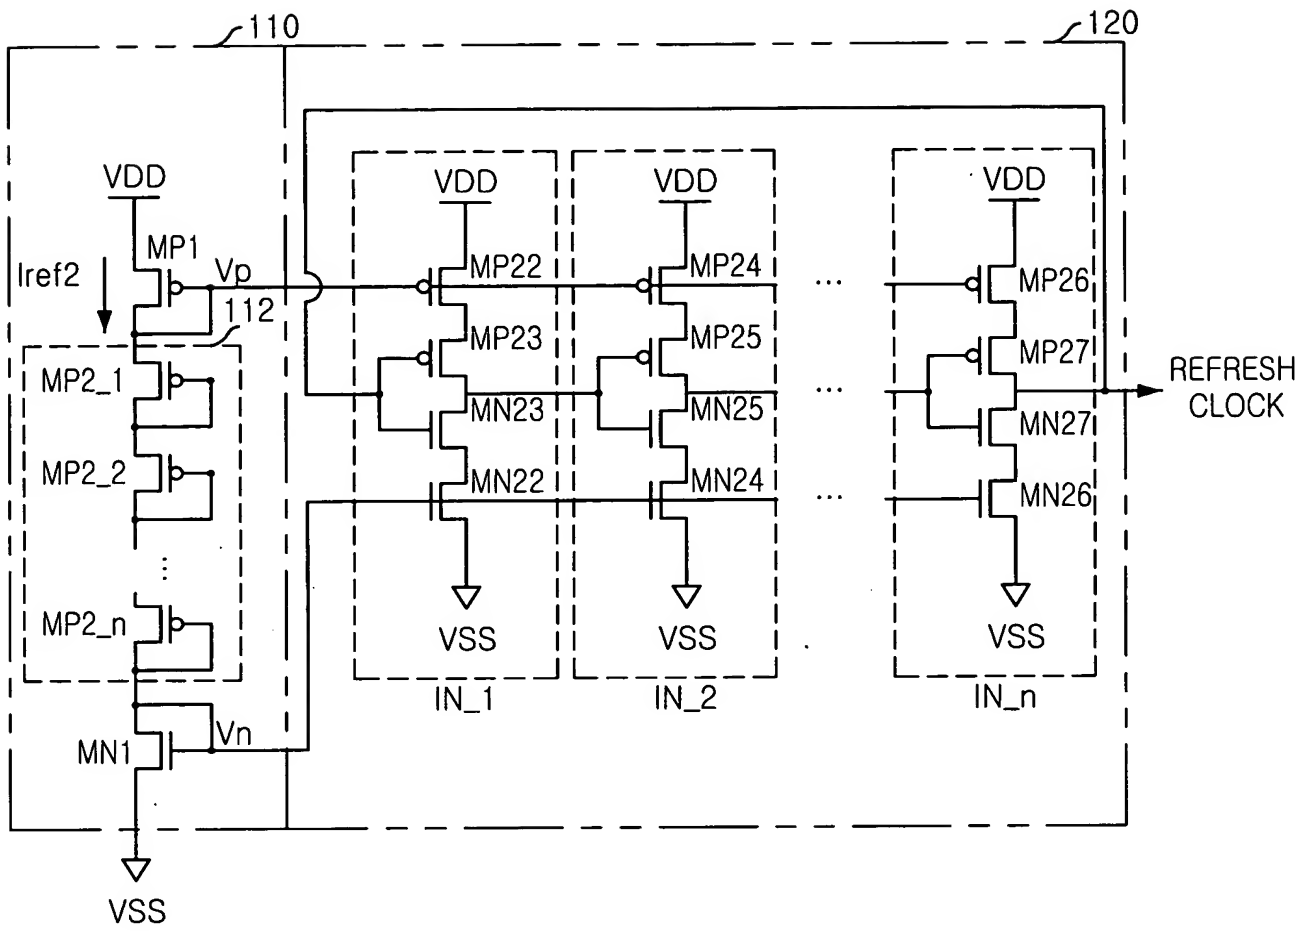 110
120
VDD
MP1
Iref2
Vp
112
MP2_1
MP2_2
⋮
MP2_n
Vn
MN1
VSS
VDD
MP22
MP23
MN23
MN22
VSS
IN_1
VDD
MP24
MP25
MN25
MN24
VSS
IN_2
...
...
...
VDD
MP26
MP27
MN27
MN26
VSS
IN_n
REFRESH
CLOCK